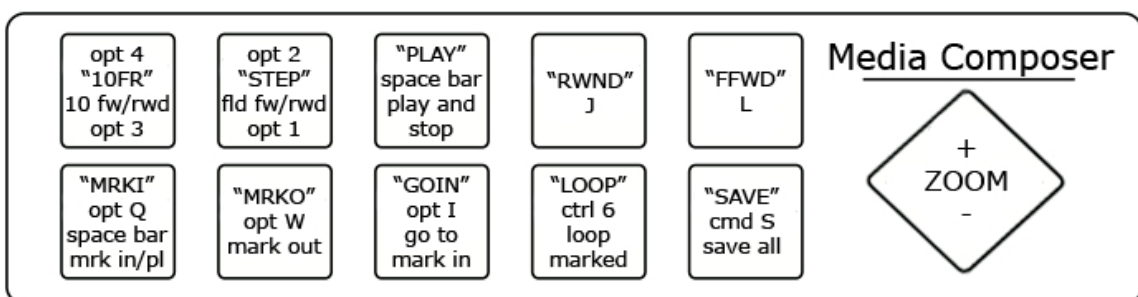 opt 4
“10FR”
10 fw/rwd
opt 3
opt 2
“STEP”
fld fw/rwd
opt 1
“PLAY”
space bar
play and
stop
“RWND”
J
“FFWD”
L
Media Composer
“MRKI”
opt Q
space bar
mrk in/pl
“MRKO”
opt W
mark out
“GOIN”
opt I
go to
mark in
“LOOP”
ctrl 6
loop
marked
“SAVE”
cmd S
save all
+
ZOOM
-